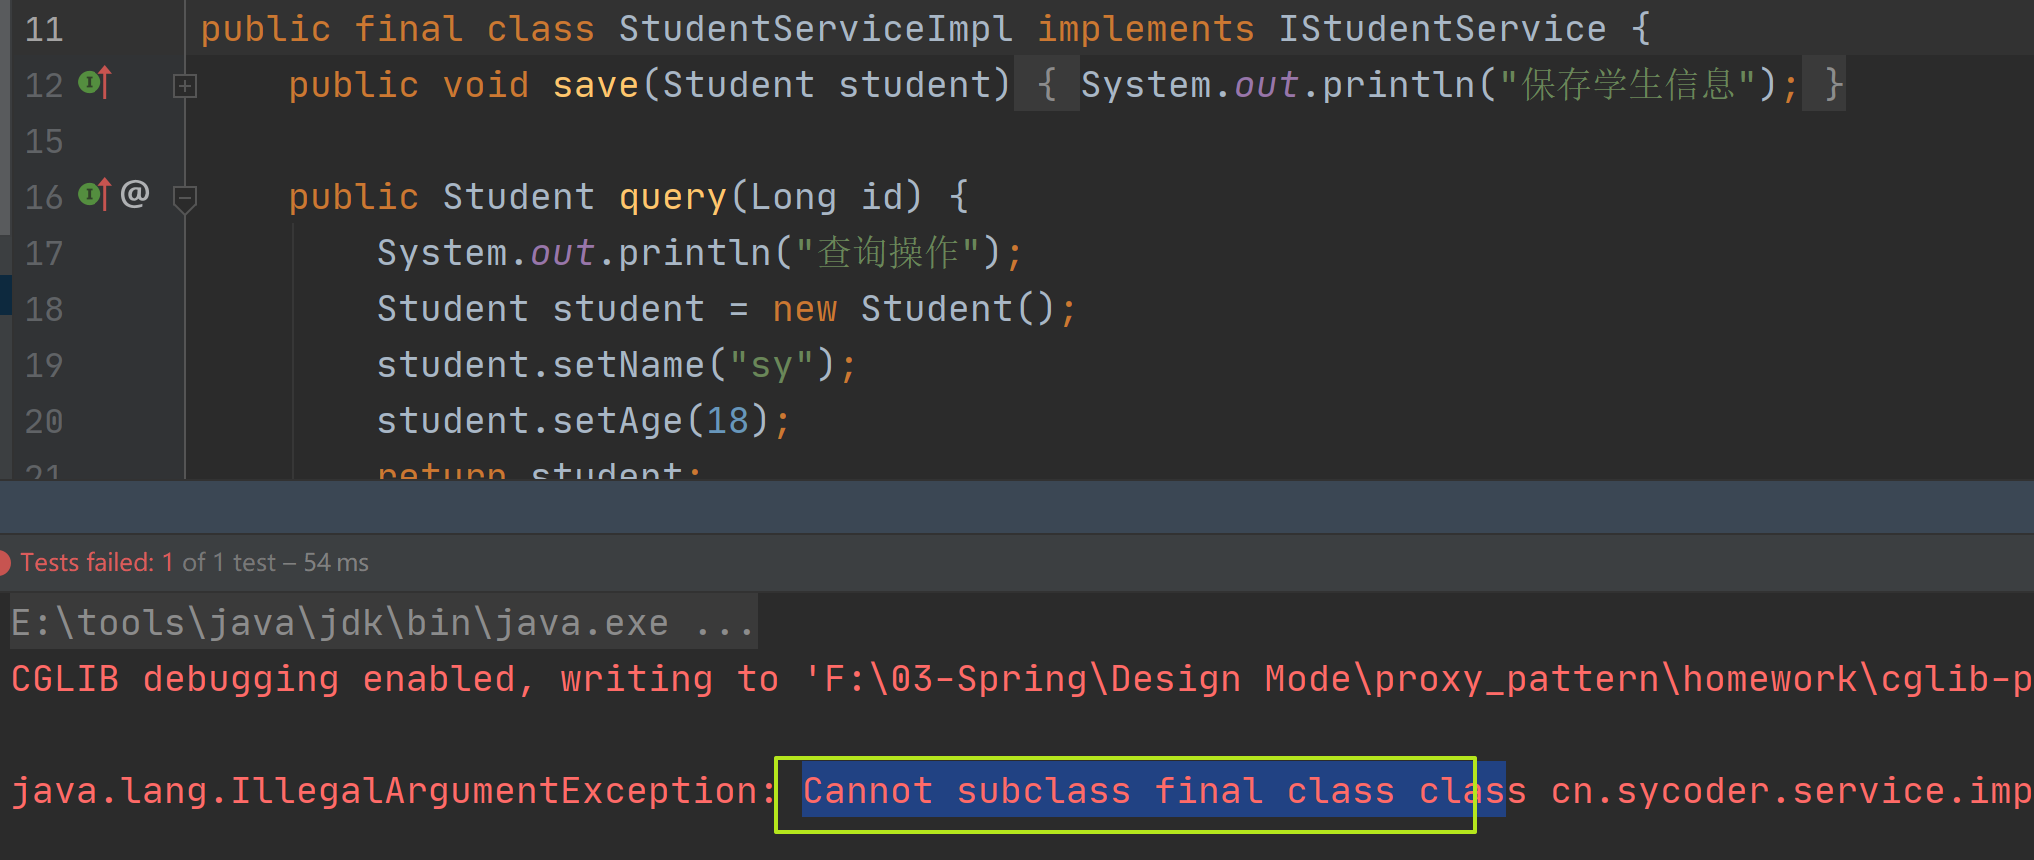 11 public final class StudentServiceImpl implements IStudentService {
12 public void save(Student student) { System.out.println("保存学生信息"); }
15
16 @ public Student query(Long id) {
17 System.out.println("查询操作");
18 Student student = new Student();
19 student.setName("sy");
20 student.setAge(18);
21 return student;
Tests failed: 1 of 1 test – 54 ms
E:\tools\java\jdk\bin\java.exe ...
CGLIB debugging enabled, writing to 'F:\03-Spring\Design Mode\proxy_pattern\homework\cglib-p
java.lang.IllegalArgumentException: Cannot subclass final class class cn.sycoder.service.imp